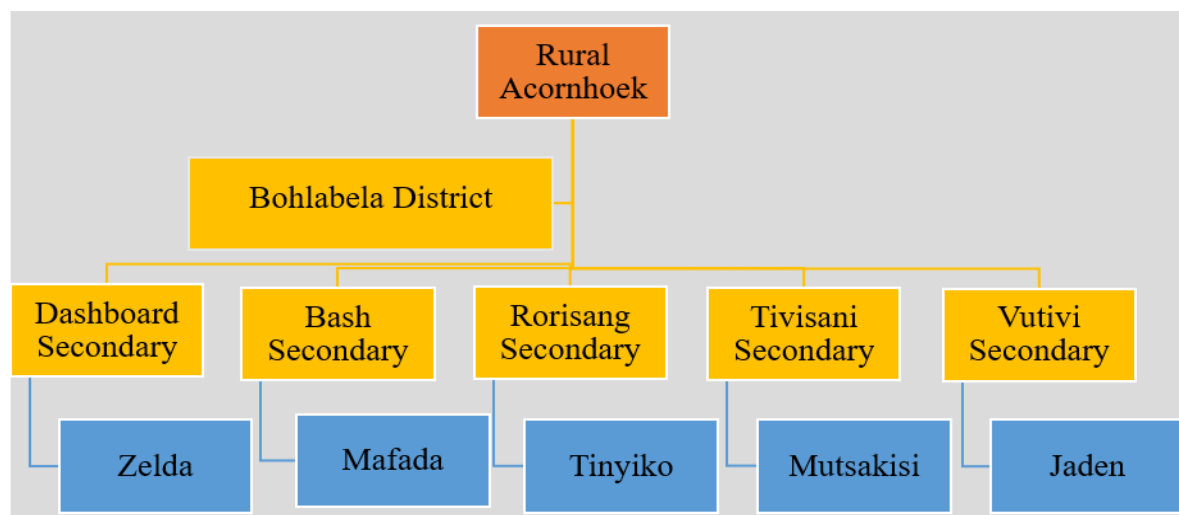 Rural
Acornhoek
Bohlabela District
Dashboard
Secondary
Bash
Secondary
Rorisang
Secondary
Tivisani
Secondary
Vutivi
Secondary
Zelda
Mafada
Tinyiko
Mutsakisi
Jaden